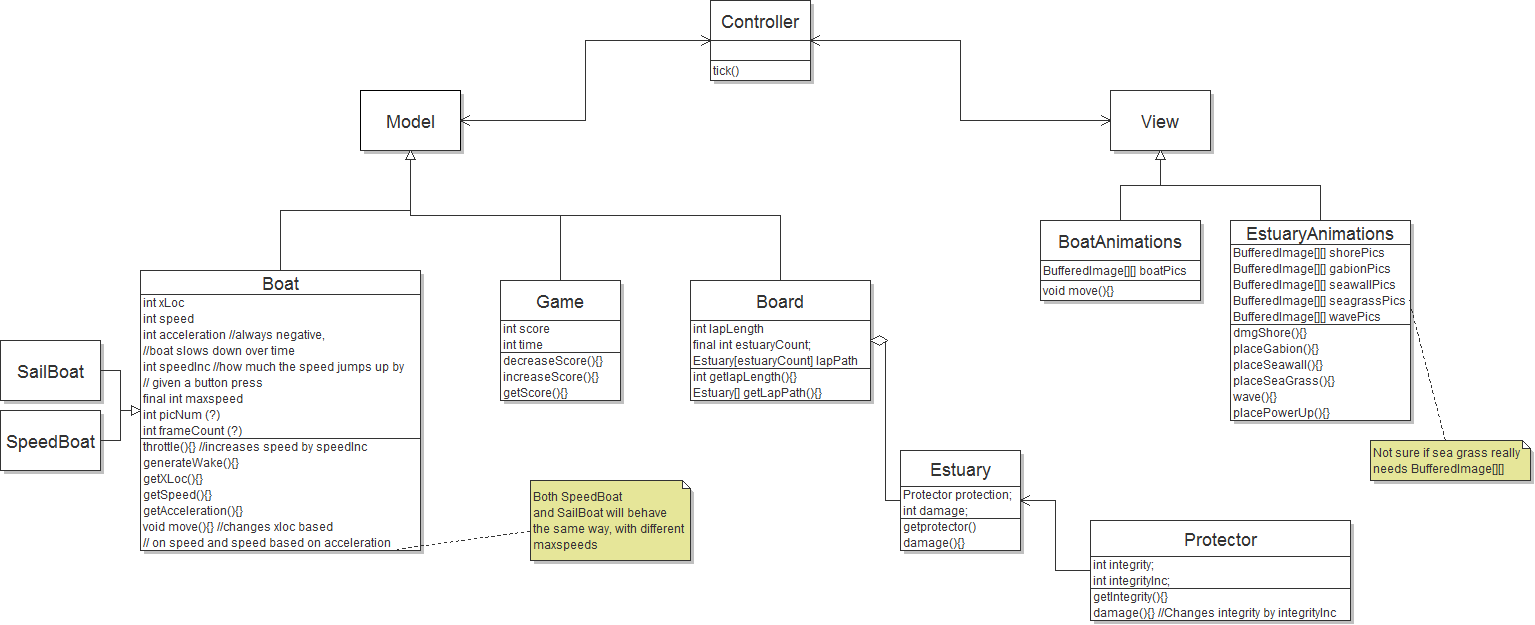 Controller
tick()
Model
View
Boat
int xLoc
int speed
int acceleration //always negative,
//boat slows down over time
int speedInc //how much the speed jumps up by
// given a button press
final int maxspeed
int picNum (?)
int frameCount (?)
throttle(){} //increases speed by speedInc
generateWake(){}
getXLoc(){}
getSpeed(){}
getAcceleration(){}
void move(){} //changes xloc based
// on speed and speed based on acceleration
SailBoat
SpeedBoat
Both SpeedBoat
and SailBoat will behave
the same way, with different
maxspeeds
Game
int score
int time
decreaseScore(){}
increaseScore(){}
getScore(){}
Board
int lapLength
final int estuaryCount;
Estuary[estuaryCount] lapPath
int getlapLength(){}
Estuary[] getLapPath(){}
Estuary
Protector protection;
int damage;
getprotector()
damage(){}
Protector
int integrity;
int integrityInc;
getIntegrity(){}
damage(){} //Changes integrity by integrityInc
BoatAnimations
BufferedImage[][] boatPics
void move(){}
EstuaryAnimations
BufferedImage[][] shorePics
BufferedImage[][] gabionPics
BufferedImage[][] seawallPics
BufferedImage[][] seagrassPics
BufferedImage[][] wavePics
dmgShore(){}
placeGabion(){}
placeSeawall(){}
placeSeaGrass(){}
wave(){}
placePowerUp(){}
Not sure if sea grass really
needs BufferedImage[][]